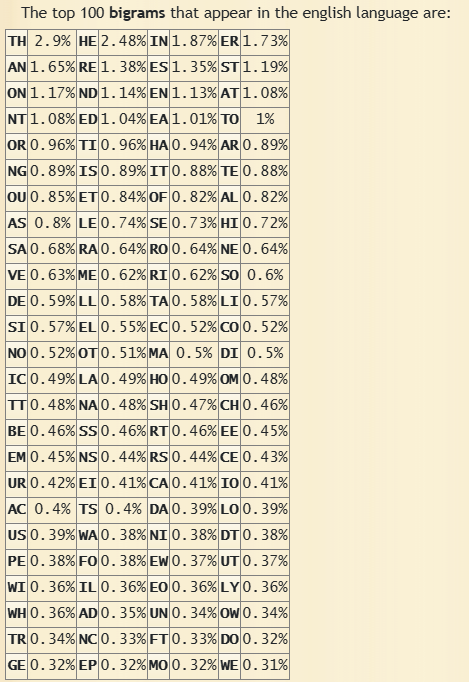 The top 100 bigrams that appear in the english language are:
TH 2.9% HE 2.48% IN 1.87% ER 1.73%
AN 1.65% RE 1.38% ES 1.35% ST 1.19%
ON 1.17% ND 1.14% EN 1.13% AT 1.08%
NT 1.08% ED 1.04% EA 1.01% TO 1%
OR 0.96% TI 0.96% HA 0.94% AR 0.89%
NG 0.89% IS 0.89% IT 0.88% TE 0.88%
OU 0.85% ET 0.84% OF 0.82% AL 0.82%
AS 0.8% LE 0.74% SE 0.73% HI 0.72%
SA 0.68% RA 0.64% RO 0.64% NE 0.64%
VE 0.63% ME 0.62% RI 0.62% SO 0.6%
DE 0.59% LL 0.58% TA 0.58% LI 0.57%
SI 0.57% EL 0.55% EC 0.52% CO 0.52%
NO 0.52% OT 0.51% MA 0.5% DI 0.5%
IC 0.49% LA 0.49% HO 0.49% OM 0.48%
TT 0.48% NA 0.48% SH 0.47% CH 0.46%
BE 0.46% SS 0.46% RT 0.46% EE 0.45%
EM 0.45% NS 0.44% RS 0.44% CE 0.43%
UR 0.42% EI 0.41% CA 0.41% IO 0.41%
AC 0.4% TS 0.4% DA 0.39% LO 0.39%
US 0.39% WA 0.38% NI 0.38% DT 0.38%
PE 0.38% FO 0.38% EW 0.37% UT 0.37%
WI 0.36% IL 0.36% EO 0.36% LY 0.36%
WH 0.36% AD 0.35% UN 0.34% OW 0.34%
TR 0.34% NC 0.33% FT 0.33% DO 0.32%
GE 0.32% EP 0.32% MO 0.32% WE 0.31%